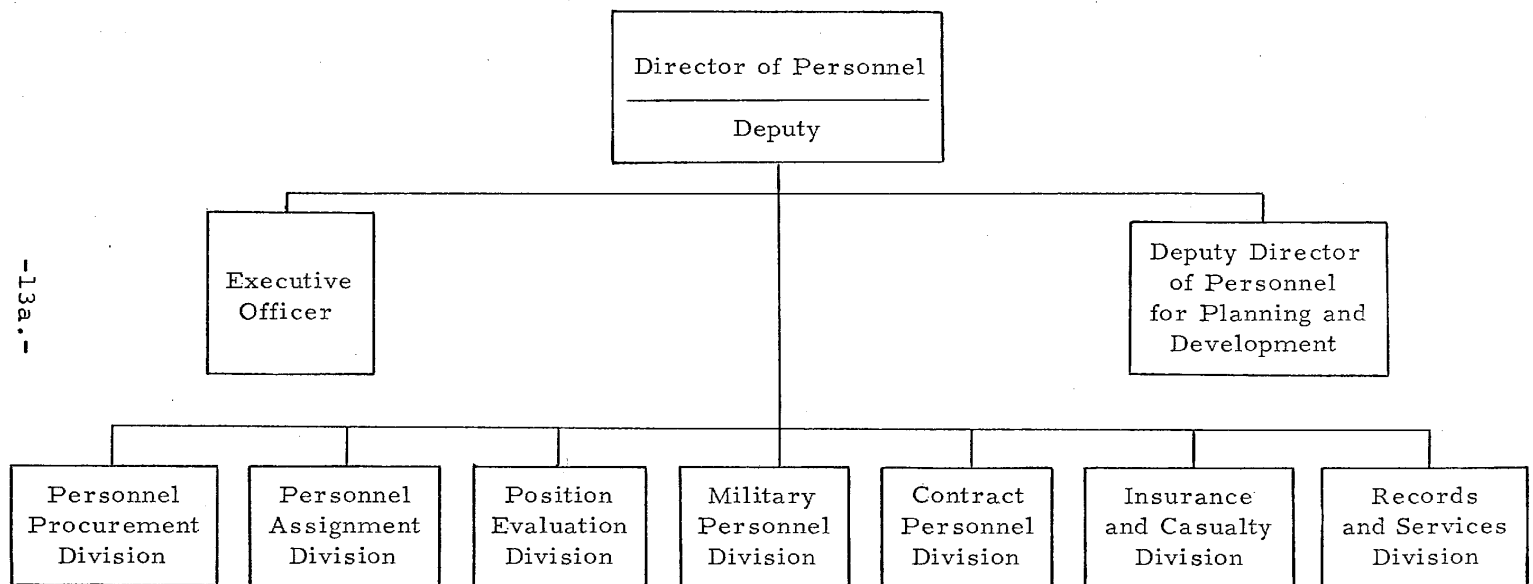 Director of Personnel
Deputy
Executive
Officer
Deputy Director
of Personnel
for Planning and
Development
-13a.-
Personnel
Procurement
Division
Personnel
Assignment
Division
Position
Evaluation
Division
Military
Personnel
Division
Contract
Personnel
Division
Insurance
and Casualty
Division
Records
and Services
Division